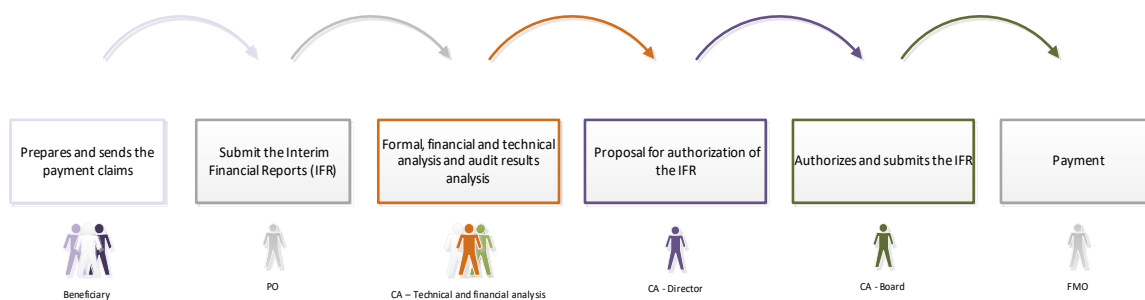 Prepares and sends the
payment claims
Submit the Interim
Financial Reports (IFR)
Formal, financial and technical
analysis and audit results
analysis
Proposal for authorization of
the IFR
Authorizes and submits the IFR
Payment
Beneficiary
PO
CA – Technical and financial analysis
CA - Director
CA - Board
FMO